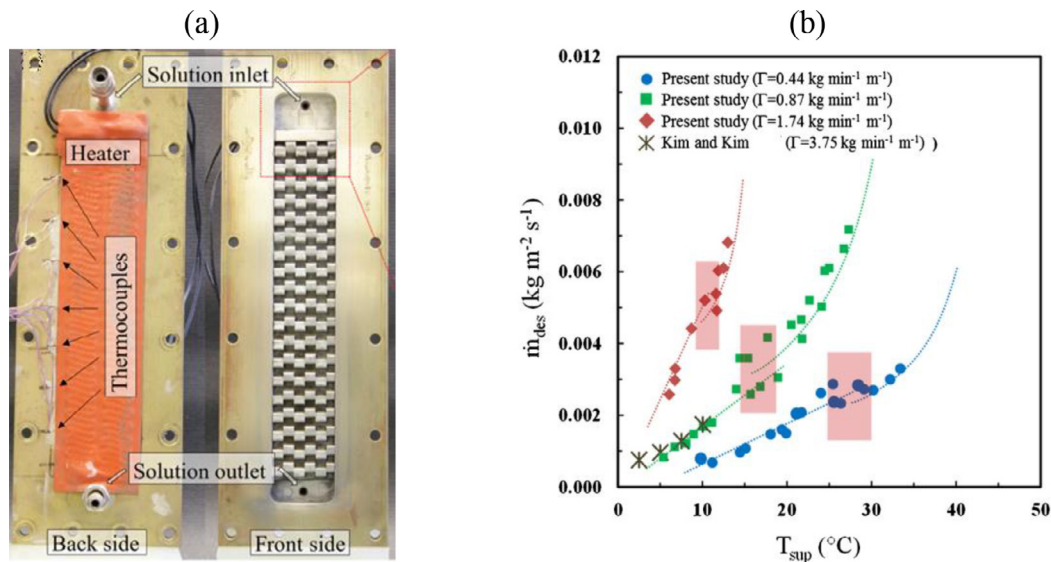 (a)
Solution inlet
Heater
Thermocouples
Solution outlet
Back side
Front side
(b)
0.012
0.010
0.008
0.006
0.004
0.002
0.000
ṁdes (kg m⁻² s⁻¹)
Present study (Γ=0.44 kg min⁻¹ m⁻¹)
Present study (Γ=0.87 kg min⁻¹ m⁻¹)
Present study (Γ=1.74 kg min⁻¹ m⁻¹)
Kim and Kim (Γ=3.75 kg min⁻¹ m⁻¹) )
0 10 20 30 40 50
Tsup (°C)